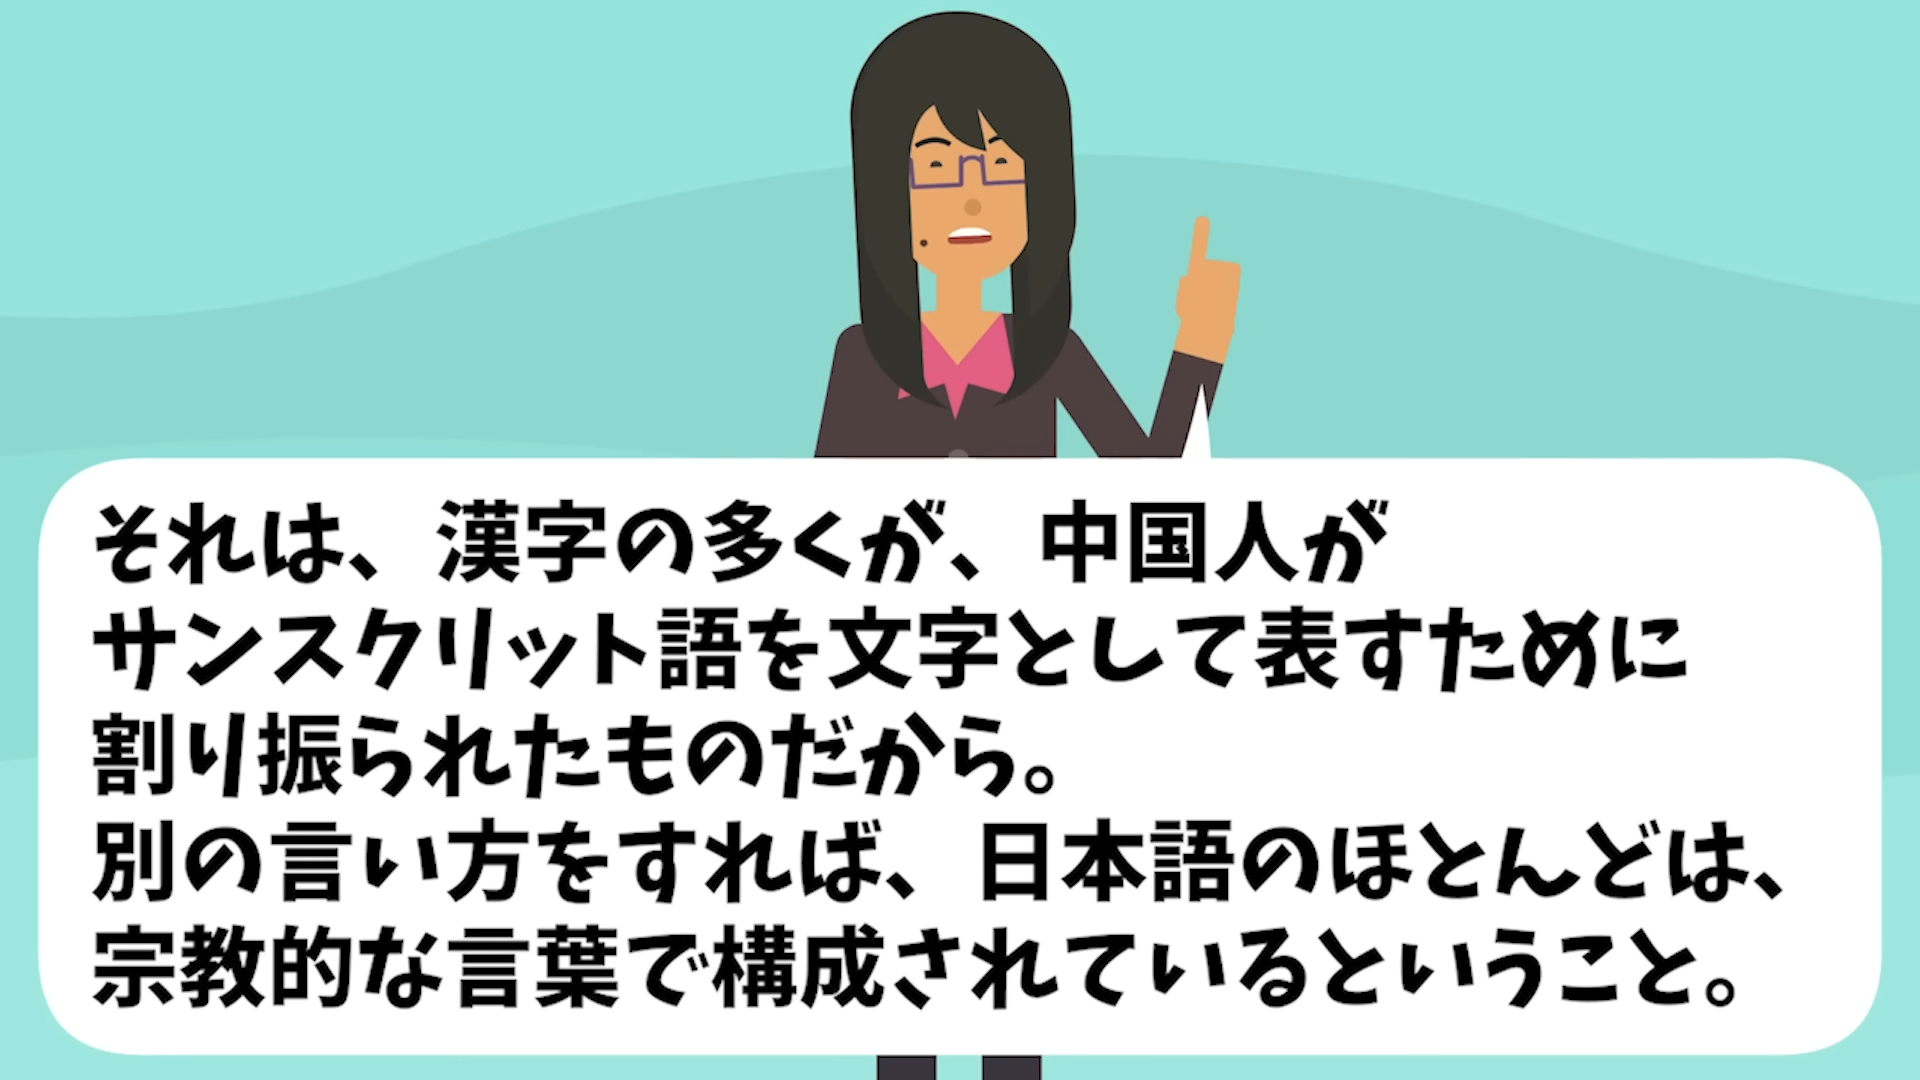 それは、漢字の多くが、中国人が
サンスクリット語を文字として表すために
割り振られたものだから。
別の言い方をすれば、日本語のほとんどは、
宗教的な言葉で構成されているということ。